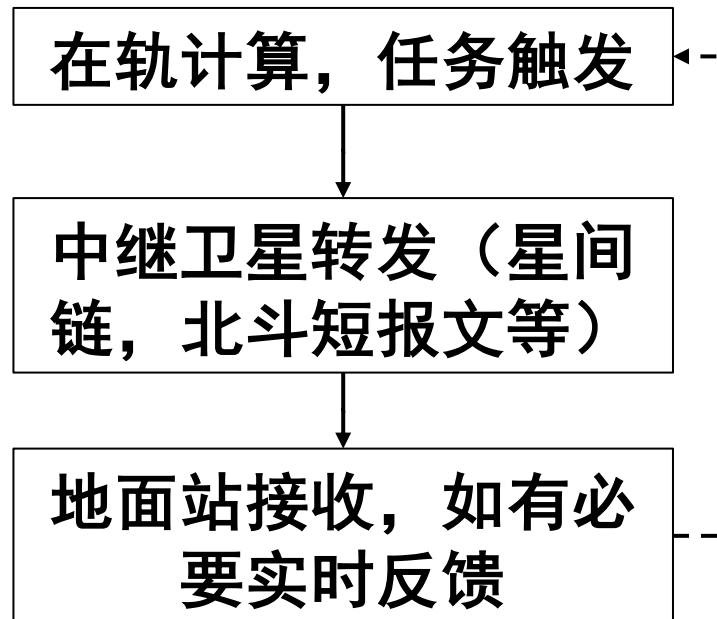 在轨计算，任务触发
中继卫星转发（星间
链，北斗短报文等）
地面站接收，如有必
要实时反馈